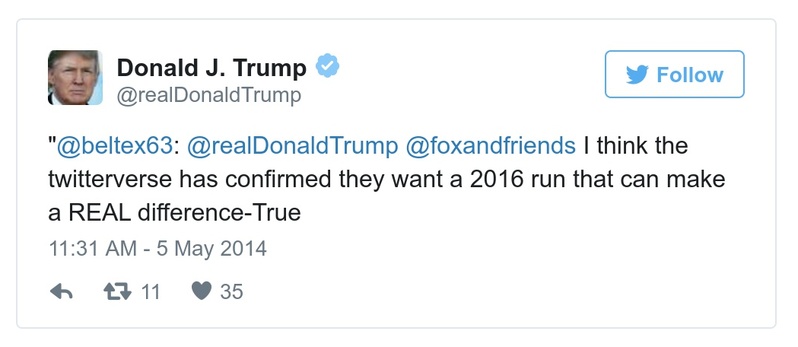 Donald J. Trump
@realDonaldTrump
Follow
"@beltex63: @realDonaldTrump @foxandfriends I think the
twitterverse has confirmed they want a 2016 run that can make
a REAL difference-True
11:31 AM - 5 May 2014
11 35